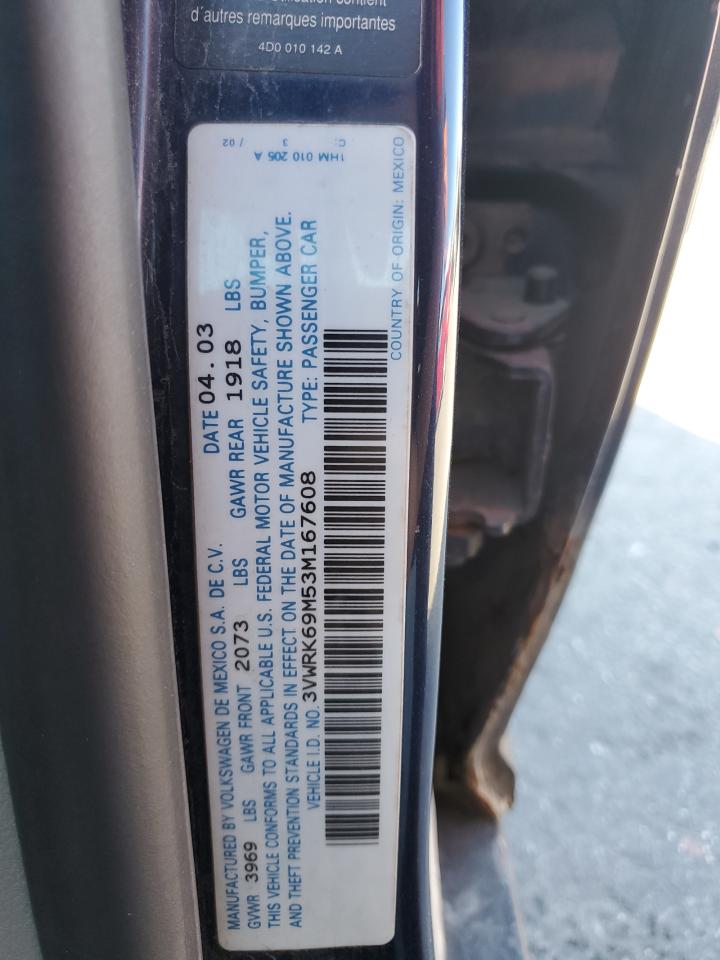 d'autres remarques importantes
4D0 010 142 A
1HM 010 205 A
C: 3 / 02
MANUFACTURED BY VOLKSWAGEN DE MEXICO S.A. DE C.V. DATE 04.03
GVWR 3969 LBS GAWR FRONT 2073 LBS GAWR REAR 1918 LBS
THIS VEHICLE CONFORMS TO ALL APPLICABLE U.S. FEDERAL MOTOR VEHICLE SAFETY, BUMPER,
AND THEFT PREVENTION STANDARDS IN EFFECT ON THE DATE OF MANUFACTURE SHOWN ABOVE.
VEHICLE I.D. NO. 3VWRK69M53M167608 TYPE: PASSENGER CAR
COUNTRY OF ORIGIN: MEXICO